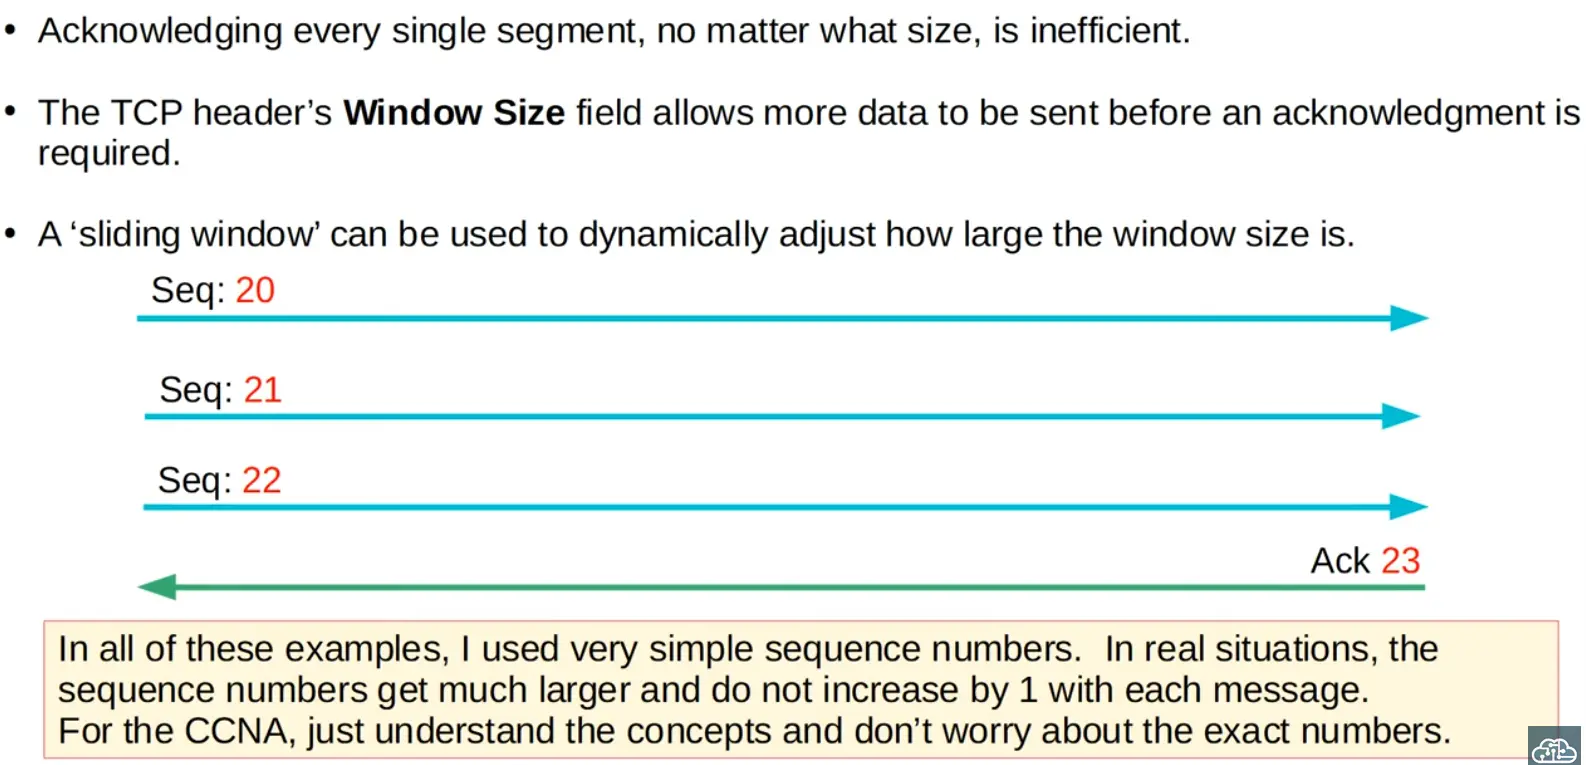 • Acknowledging every single segment, no matter what size, is inefficient.
• The TCP header’s Window Size field allows more data to be sent before an acknowledgment is
required.
• A ‘sliding window’ can be used to dynamically adjust how large the window size is.
Seq: 20
Seq: 21
Seq: 22
Ack 23
In all of these examples, I used very simple sequence numbers.  In real situations, the
sequence numbers get much larger and do not increase by 1 with each message.
For the CCNA, just understand the concepts and don’t worry about the exact numbers.